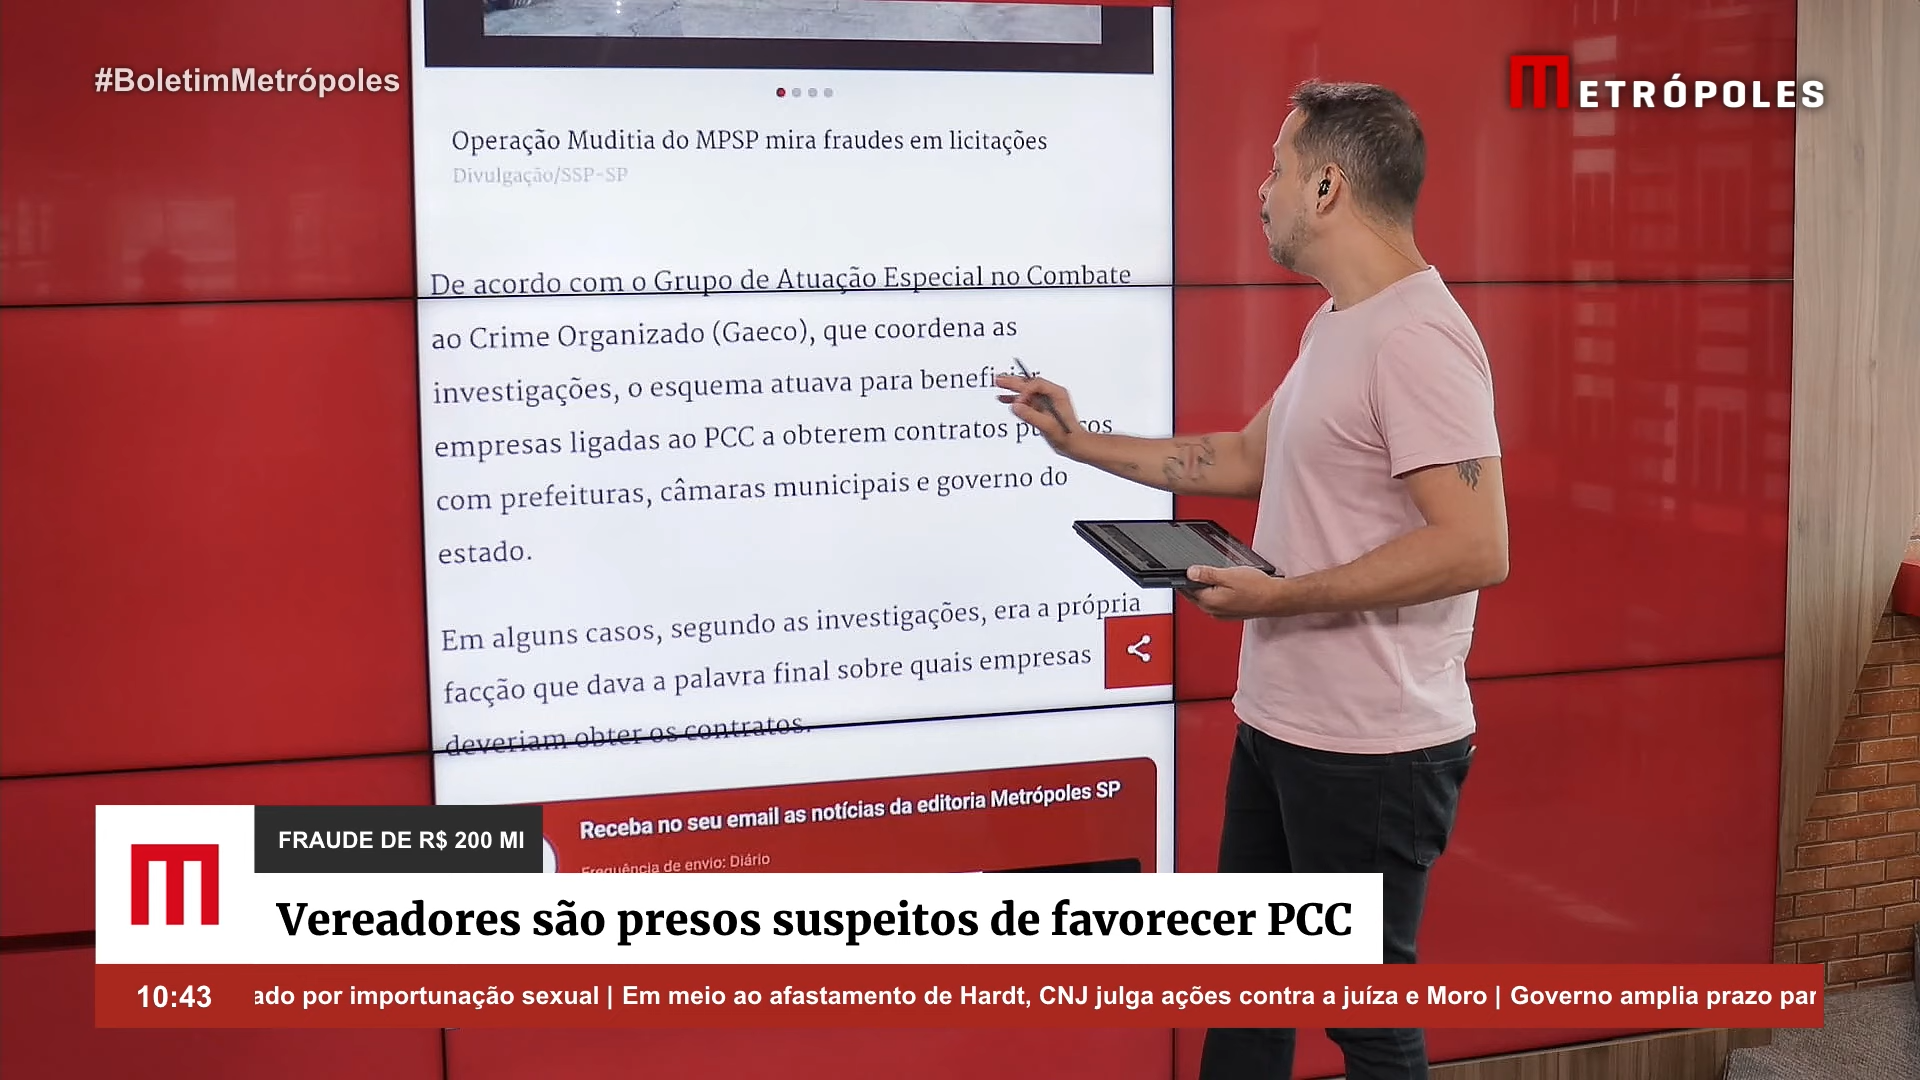 #BoletimMetrópoles
METRÓPOLES
Operação Muditia do MPSP mira fraudes em licitações
Divulgação/SSP-SP
De acordo com o Grupo de Atuação Especial no Combate
ao Crime Organizado (Gaeco), que coordena as
investigações, o esquema atuava para beneficiar
empresas ligadas ao PCC a obterem contratos
com prefeituras, câmaras municipais e governo do
estado.
Em alguns casos, segundo as investigações, era a própria
facção que dava a palavra final sobre quais empresas
deveriam obter os contratos.
Receba no seu email as notícias da editoria Metrópoles SP
Frequência de envio: Diário
FRAUDE DE R$ 200 MI
Vereadores são presos suspeitos de favorecer PCC
10:43 ado por importunação sexual | Em meio ao afastamento de Hardt, CNJ julga ações contra a juíza e Moro | Governo amplia prazo par